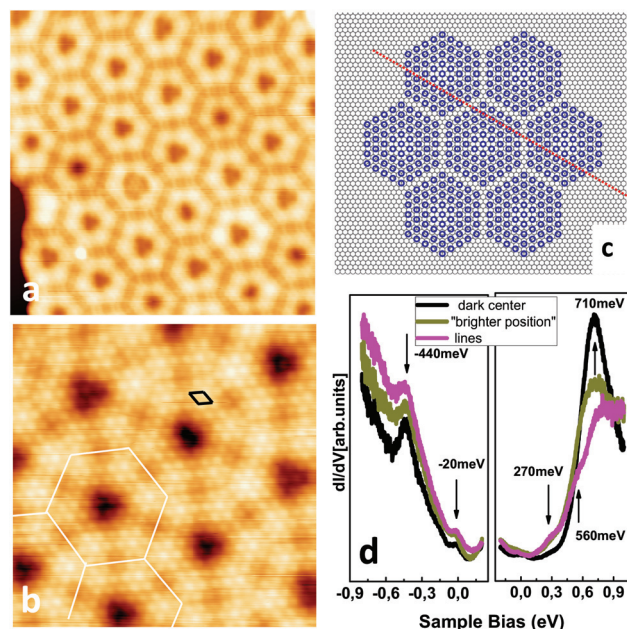 a
b
c
dark center
"brighter position"
lines
710meV
-440meV
-20meV
270meV
560meV
dI/dV[arb.units]
d
-0,9 -0,6 -0,3 0,0 0,0 0,3 0,6 0,9
Sample Bias (eV)